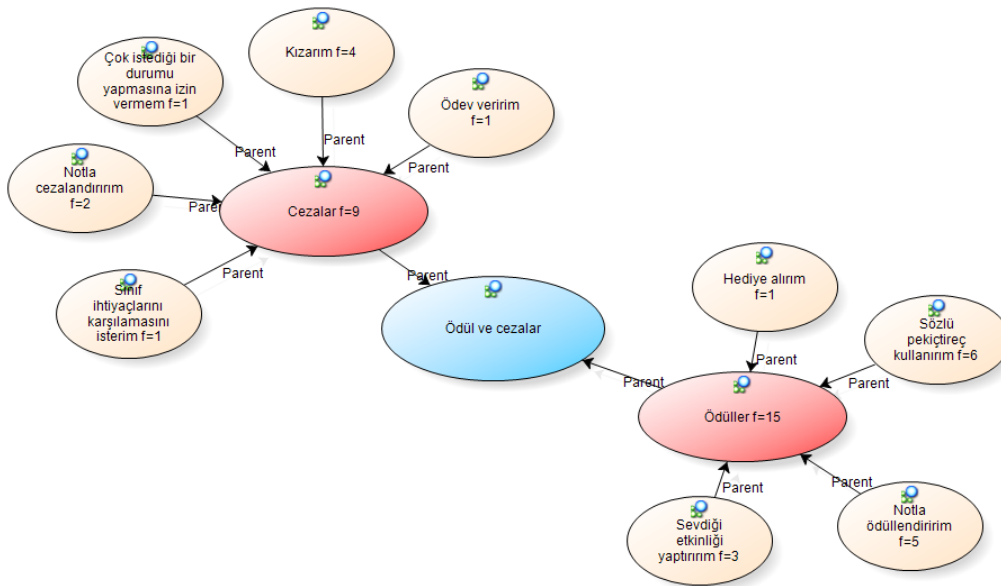 Çok istediği bir
durumu
yapmasına izin
vermem f=1
Kızarım f=4
Ödev veririm
f=1
Parent
Parent
Parent
Notla
cezalandırırım
f=2
Parent
Cezalar f=9
Parent
Sınıf
ihtiyaçlarını
karşılamasını
isterim f=1
Parent
Ödül ve cezalar
Hediye alırım
f=1
Sözlü
pekiçtireç
kullanırım f=6
Parent
Parent
Parent
Ödüller f=15
Parent
Parent
Sevdiği
etkinliği
yaptırırım f=3
Notla
ödüllendiririm
f=5